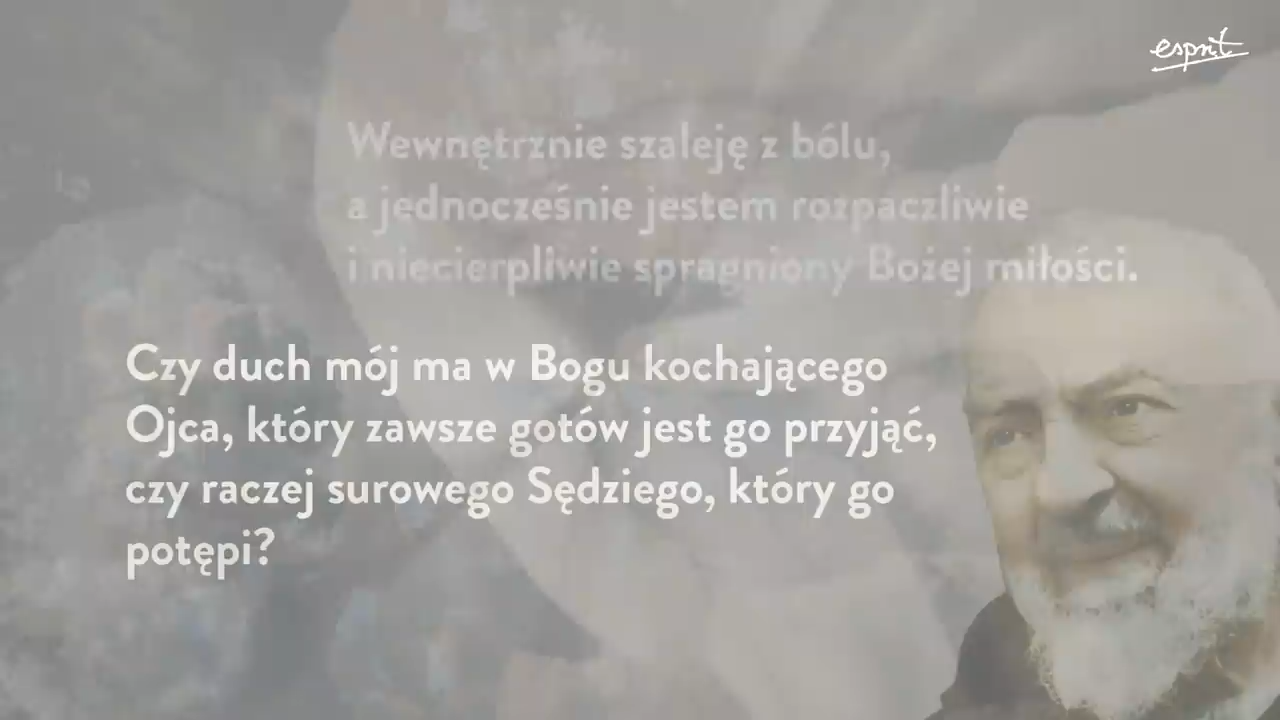 esprit
Wewnętrznie szaleję z bólu,
a jednocześnie jestem rozpaczliwie
i niecierpliwie spragniony Bożej miłości.
Czy duch mój ma w Bogu kochającego
Ojca, który zawsze gotów jest go przyjąć,
czy raczej surowego Sędziego, który go
potępi?